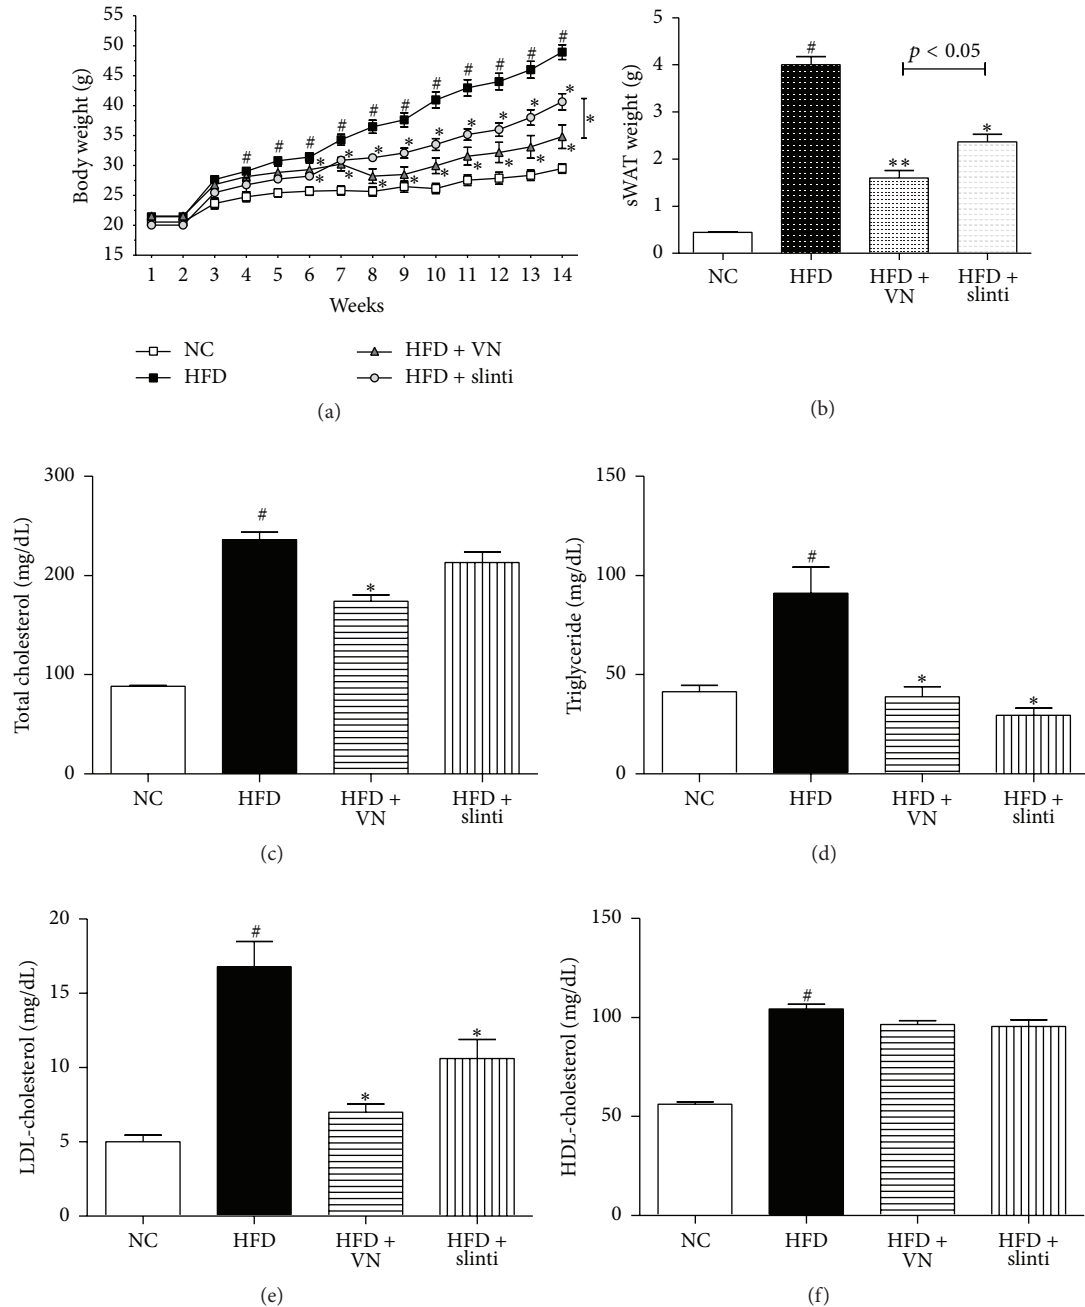 55
50
45
40
35
30
25
20
15
Body weight (g)
# # # # # # # # # # #
* * * * * * * * *
* * * * * * * * *
*
1 2 3 4 5 6 7 8 9 10 11 12 13 14
Weeks
NC
HFD
HFD + VN
HFD + slinti
(a)
5
4
3
2
1
0
sWAT weight (g)
#
p < 0.05
**
*
NC
HFD
HFD +
VN
HFD +
slinti
(b)
300
200
100
0
Total cholesterol (mg/dL)
#
*
NC
HFD
HFD +
VN
HFD +
slinti
(c)
150
100
50
0
Triglyceride (mg/dL)
#
*
*
NC
HFD
HFD +
VN
HFD +
slinti
(d)
20
15
10
5
0
LDL-cholesterol (mg/dL)
#
*
*
NC
HFD
HFD +
VN
HFD +
slinti
(e)
150
100
50
0
HDL-cholesterol (mg/dL)
#
NC
HFD
HFD +
VN
HFD +
slinti
(f)